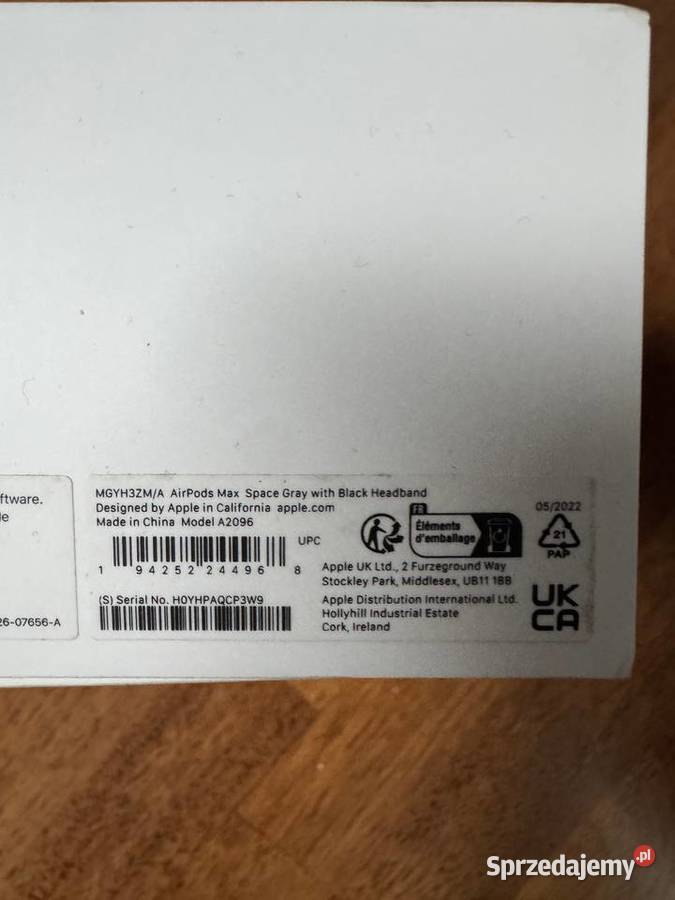 ftware.
le
26-07656-A
MGYH3ZM/A AirPods Max Space Gray with Black Headband
Designed by Apple in California apple.com
Made in China Model A2096
UPC
1 94252 24496 8
(S) Serial No. H0YHPAQCP3W9
FR
Éléments
d'emballage
05/2022
21
PAP
Apple UK Ltd., 2 Furzeground Way
Stockley Park, Middlesex, UB11 1BB
Apple Distribution International Ltd.
Hollyhill Industrial Estate
Cork, Ireland
UK
CA
Sprzedajemy.pl